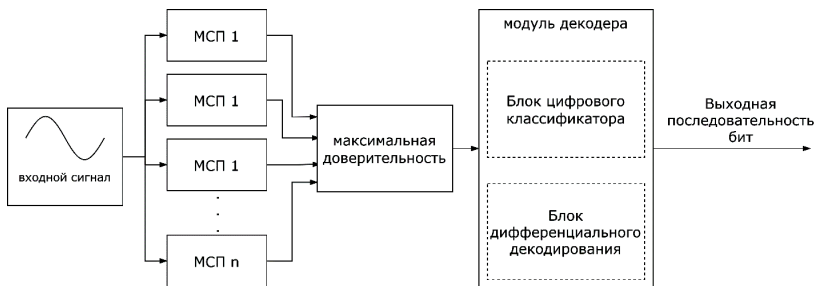 входной сигнал
МСП 1
МСП 1
МСП 1
МСП n
максимальная
доверительность
модуль декодера
Блок цифрового
классификатора
Блок
дифференциального
декодирования
Выходная
последовательность
бит